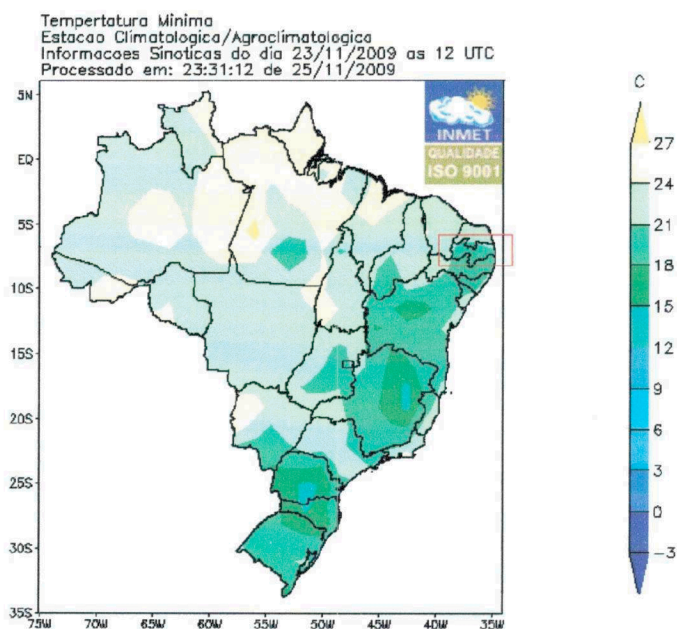 Tempertatura Minima
Estacao Climatologica/Agroclimatologica
Informacoes Sinoticas do dia 23/11/2009 as 12 UTC
Processado em: 23:31:12 de 25/11/2009
C
5N
EQ
5S
10S
15S
20S
25S
30S
35S
75W 70W 65W 60W 55W 50W 45W 40W 35W
INMET
QUALIDADE
ISO 9001
27
24
21
18
15
12
9
6
3
0
-3